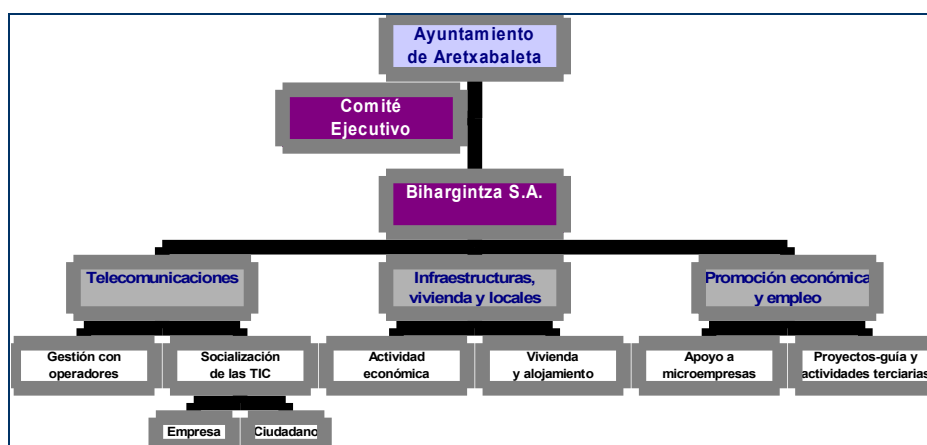 Ayuntamiento
de Aretxabaleta
Comité
Ejecutivo
Bihargintza S.A.
Telecomunicaciones
Infraestructuras,
vivienda y locales
Promoción económica
y empleo
Gestión con
operadores
Socialización
de las TIC
Actividad
económica
Vivienda
y alojamiento
Apoyo a
microempresas
Proyectos-guía y
actividades terciarias
Empresa
Ciudadano